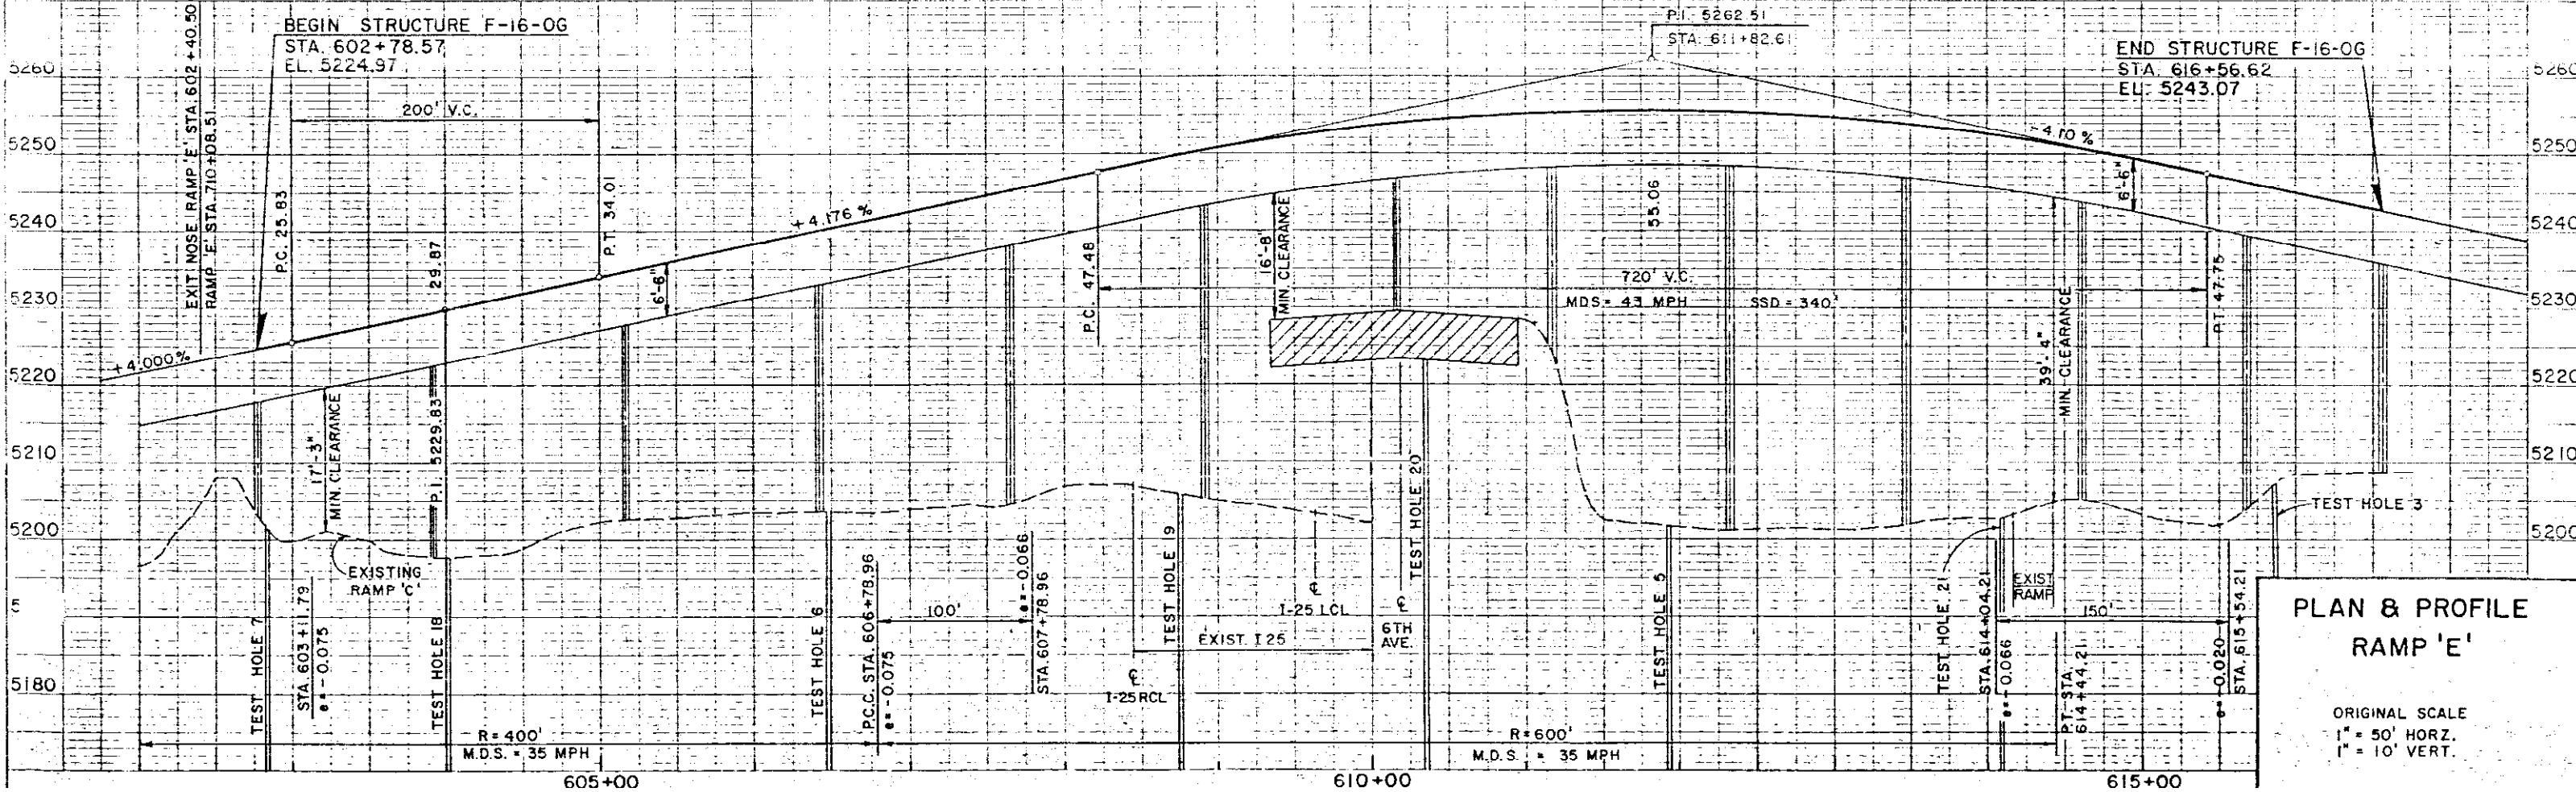 BEGIN STRUCTURE F-16-OG
STA. 602+78.57
EL. 5224.97
EXIT NOSE RAMP 'E' STA. 602+40.50
RAMP 'E' STA. 710+08.51
P.I. 5262.51
STA. 611+82.61
END STRUCTURE F-16-OG
STA. 616+56.62
EL. 5243.07
5260
5250
5240
5230
5220
5210
5200
5
5180
5260
5250
5240
5230
5220
5210
5200
200' V.C.
P.C. 25.83
29.87
P.T. 34.01
+4.000%
+4.176 %
-4.10 %
6'-6"
P.C. 47.48
16'-8"
MIN. CLEARANCE
55.06
720' V.C.
MDS = 43 MPH
SSD = 340'
6'-6"
P.T. 47.75
17'-3"
MIN. CLEARANCE
P.I. 5229.83
39'-4"
MIN. CLEARANCE
EXISTING
RAMP 'C'
TEST HOLE 7
STA. 603+11.79
e = -0.075
TEST HOLE 18
TEST HOLE 6
P.C.C. STA. 606+78.96
e = -0.075
100'
e = -0.066
STA. 607+78.96
℄
I-25 RCL
TEST HOLE 9
EXIST. I 25
℄
I-25 LCL
℄
6TH
AVE
TEST HOLE 20
TEST HOLE 5
TEST HOLE 21
STA. 614+04.21
e = -0.066
EXIST
RAMP
150'
P.T. STA.
614+44.21
e = -0.020
STA. 615+54.21
TEST HOLE 3
R = 400'
M.D.S. = 35 MPH
R = 600'
M.D.S. = 35 MPH
605+00
610+00
615+00
PLAN & PROFILE
RAMP 'E'
ORIGINAL SCALE
1" = 50' HORZ.
1" = 10' VERT.